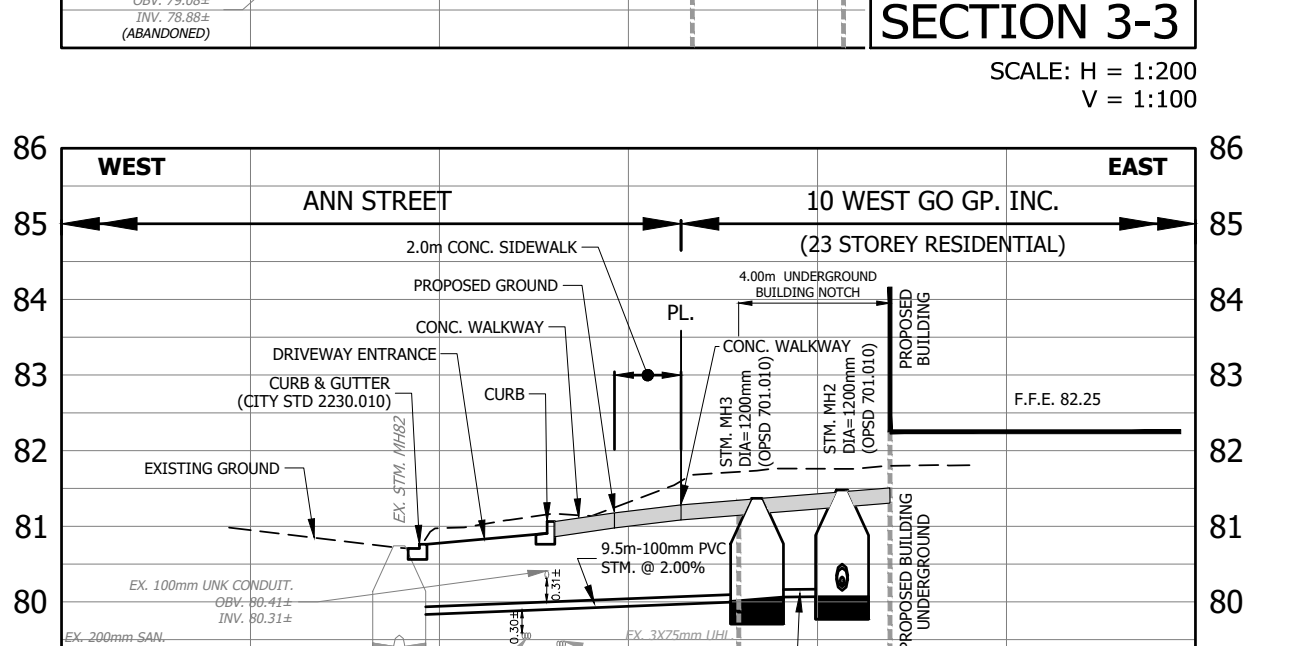 OBV. 79.08±
INV. 78.88±
(ABANDONED)
SECTION 3-3
SCALE: H = 1:200
V = 1:100
86
WEST
EAST
86
ANN STREET
10 WEST GO GP. INC.
85
85
2.0m CONC. SIDEWALK
(23 STOREY RESIDENTIAL)
4.00m UNDERGROUND
BUILDING NOTCH
84
PROPOSED GROUND
84
PL.
PROPOSED
BUILDING
CONC. WALKWAY
CONC. WALKWAY
DRIVEWAY ENTRANCE
83
83
CURB & GUTTER
(CITY STD 2230.010)
CURB
STM. MH3
DIA=1200mm
(OPSD 701.010)
STM. MH2
DIA=1200mm
(OPSD 701.010)
F.F.E. 82.25
82
82
EXISTING GROUND
EX. STM. MH82
81
81
9.5m-100mm PVC
STM. @ 2.00%
PROPOSED BUILDING
UNDERGROUND
EX. 100mm UNK CONDUIT.
OBV. 80.41±
INV. 80.31±
0.31±
80
80
0.30±
EX. 200mm SAN.
EX. 3X75mm UHL.